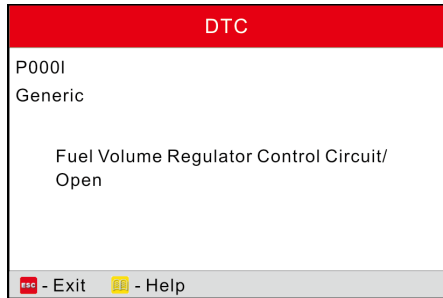 DTC
P000I
Generic
Fuel Volume Regulator Control Circuit/
Open
ESC - Exit - Help